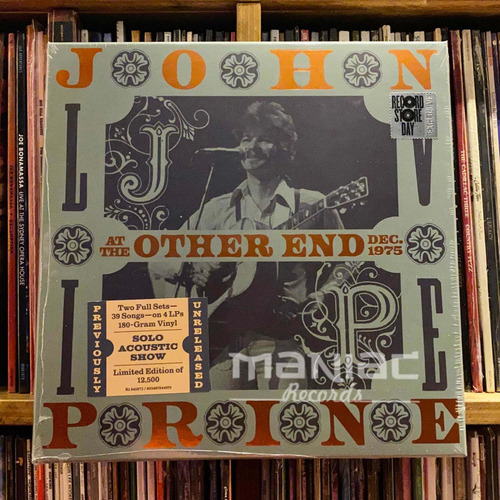 JOHN
LIVE
J
P
RECORD
STORE
DAY
AT THE OTHER END DEC. 1975
PREVIOUSLY
UNRELEASED
Two Full Sets—
39 Songs—on 4 LPs
180-Gram Vinyl
SOLO
ACOUSTIC
SHOW
Limited Edition of
12.500
PRINE
maniac
Records
JOE BONAMASSA LIVE AT THE SYDNEY OPERA HOUSE